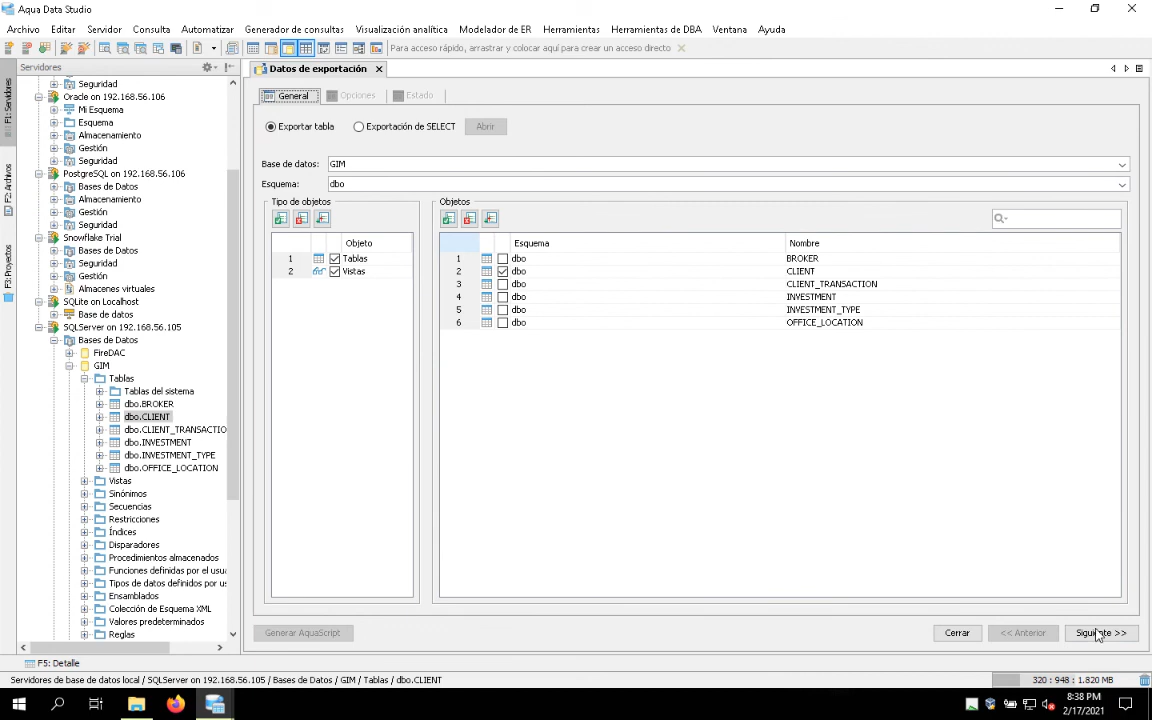 Aqua Data Studio
Archivo Editar Servidor Consulta Automatizar Generador de consultas Visualización analítica Modelador de ER Herramientas Herramientas de DBA Ventana Ayuda
Para acceso rápido, arrastrar y colocar aquí para crear un acceso directo
Servidores
F1: Servidores
F2: Archivos
F3: Proyectos
Seguridad
Oracle on 192.168.56.106
Mi Esquema
Esquema
Almacenamiento
Gestión
Seguridad
PostgreSQL on 192.168.56.106
Bases de Datos
Almacenamiento
Gestión
Seguridad
Snowflake Trial
Bases de Datos
Seguridad
Gestión
Almacenes virtuales
SQLite on Localhost
Base de datos
SQLServer on 192.168.56.105
Bases de Datos
FireDAC
GIM
Tablas
Tablas del sistema
dbo.BROKER
dbo.CLIENT
dbo.CLIENT_TRANSACTIO
dbo.INVESTMENT
dbo.INVESTMENT_TYPE
dbo.OFFICE_LOCATION
Vistas
Sinónimos
Secuencias
Restricciones
Índices
Disparadores
Procedimientos almacenados
Funciones definidas por el usua
Tipos de datos definidos por us
Ensamblados
Colección de Esquema XML
Valores predeterminados
Reglas
Datos de exportación
General Opciones Estado
Exportar tabla Exportación de SELECT Abrir
Base de datos: GIM
Esquema: dbo
Tipo de objetos
Objeto
1 Tablas
2 Vistas
Objetos
Esquema Nombre
1 dbo BROKER
2 dbo CLIENT
3 dbo CLIENT_TRANSACTION
4 dbo INVESTMENT
5 dbo INVESTMENT_TYPE
6 dbo OFFICE_LOCATION
Generar AquaScript Cerrar << Anterior Siguiente >>
F5: Detalle
Servidores de base de datos local / SQLServer on 192.168.56.105 / Bases de Datos / GIM / Tablas / dbo.CLIENT
320 : 948 : 1.820 MB
8:38 PM
2/17/2021